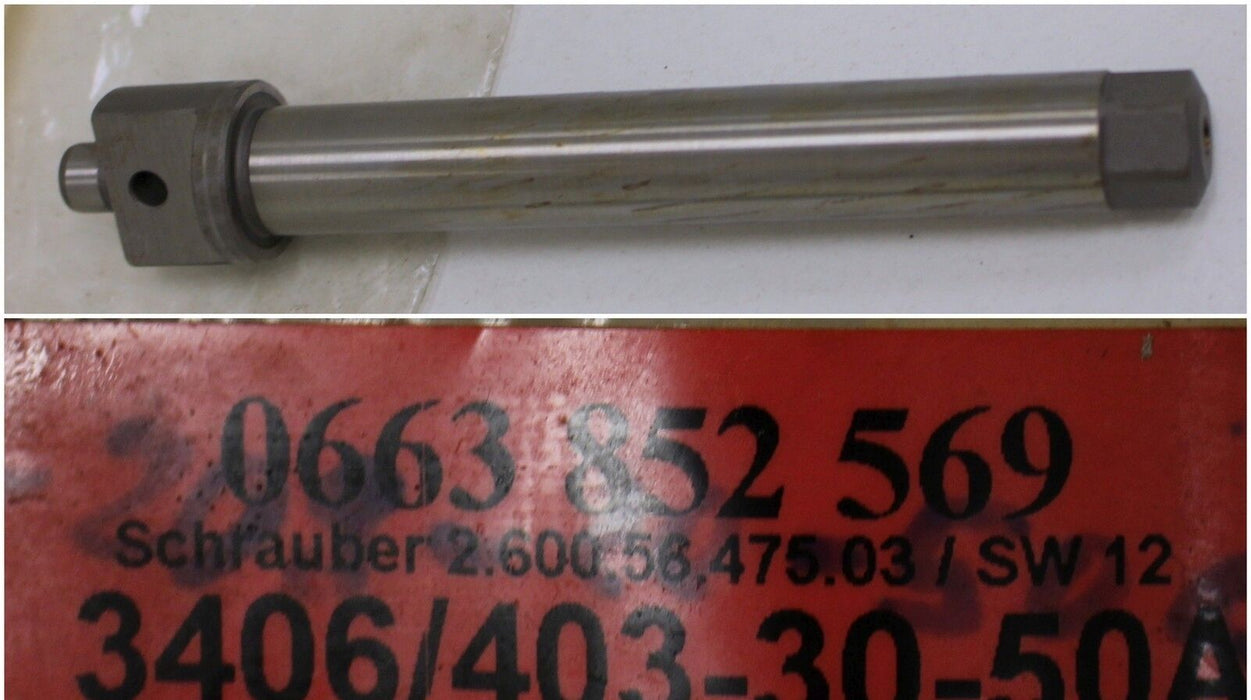 0663 852 569
Schrauber 2.600.56.475.03 / SW 12
3406/403-30-50A